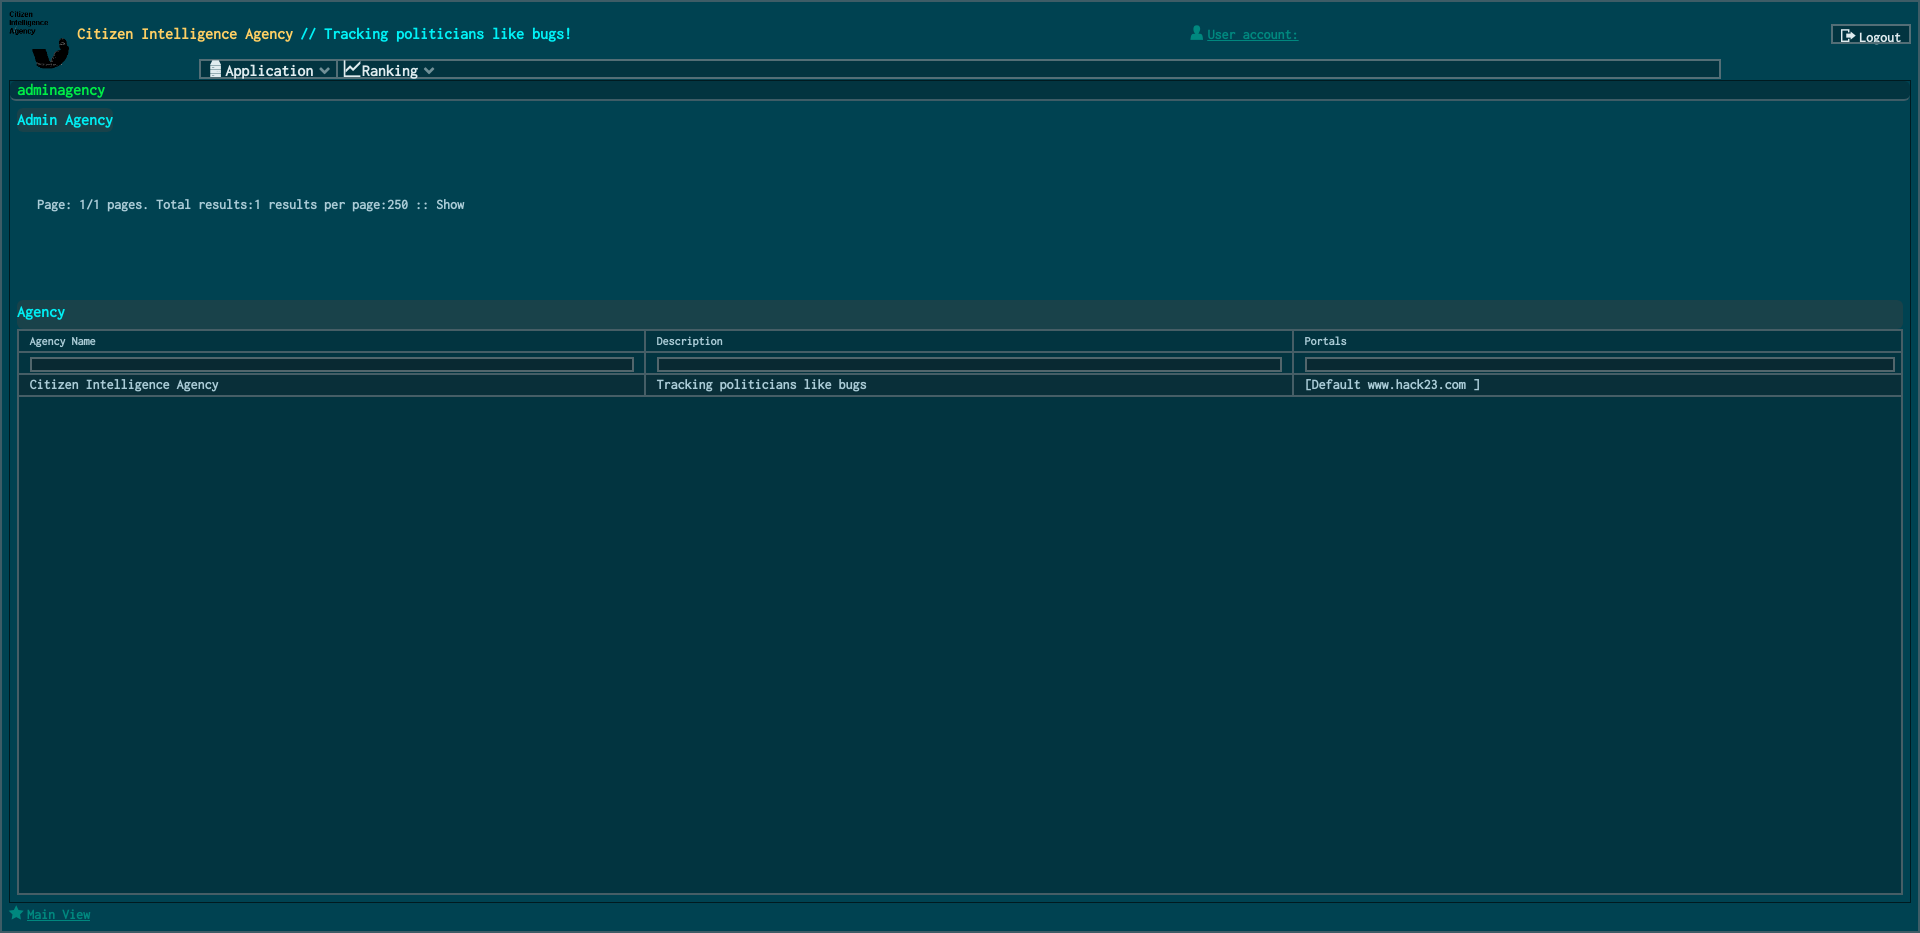 Citizen
Intelligence
Agency
Citizen Intelligence Agency // Tracking politicians like bugs!
User account:
Logout
Application
Ranking
adminagency
Admin Agency
Page: 1/1 pages. Total results:1 results per page:250 :: Show
Agency
Agency Name Description Portals
Citizen Intelligence Agency Tracking politicians like bugs [Default www.hack23.com ]
Main View